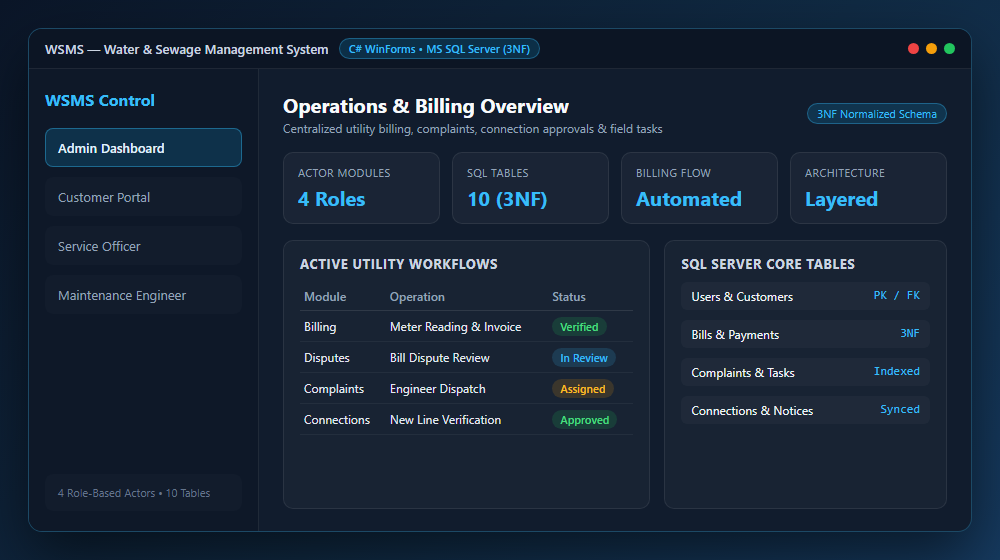 WSMS — Water & Sewage Management System
C# WinForms • MS SQL Server (3NF)
WSMS Control
Admin Dashboard
Customer Portal
Service Officer
Maintenance Engineer
4 Role-Based Actors • 10 Tables
Operations & Billing Overview
Centralized utility billing, complaints, connection approvals & field tasks
3NF Normalized Schema
ACTOR MODULES
4 Roles
SQL TABLES
10 (3NF)
BILLING FLOW
Automated
ARCHITECTURE
Layered
ACTIVE UTILITY WORKFLOWS
Module Operation Status
Billing Meter Reading & Invoice Verified
Disputes Bill Dispute Review In Review
Complaints Engineer Dispatch Assigned
Connections New Line Verification Approved
SQL SERVER CORE TABLES
Users & Customers PK / FK
Bills & Payments 3NF
Complaints & Tasks Indexed
Connections & Notices Synced